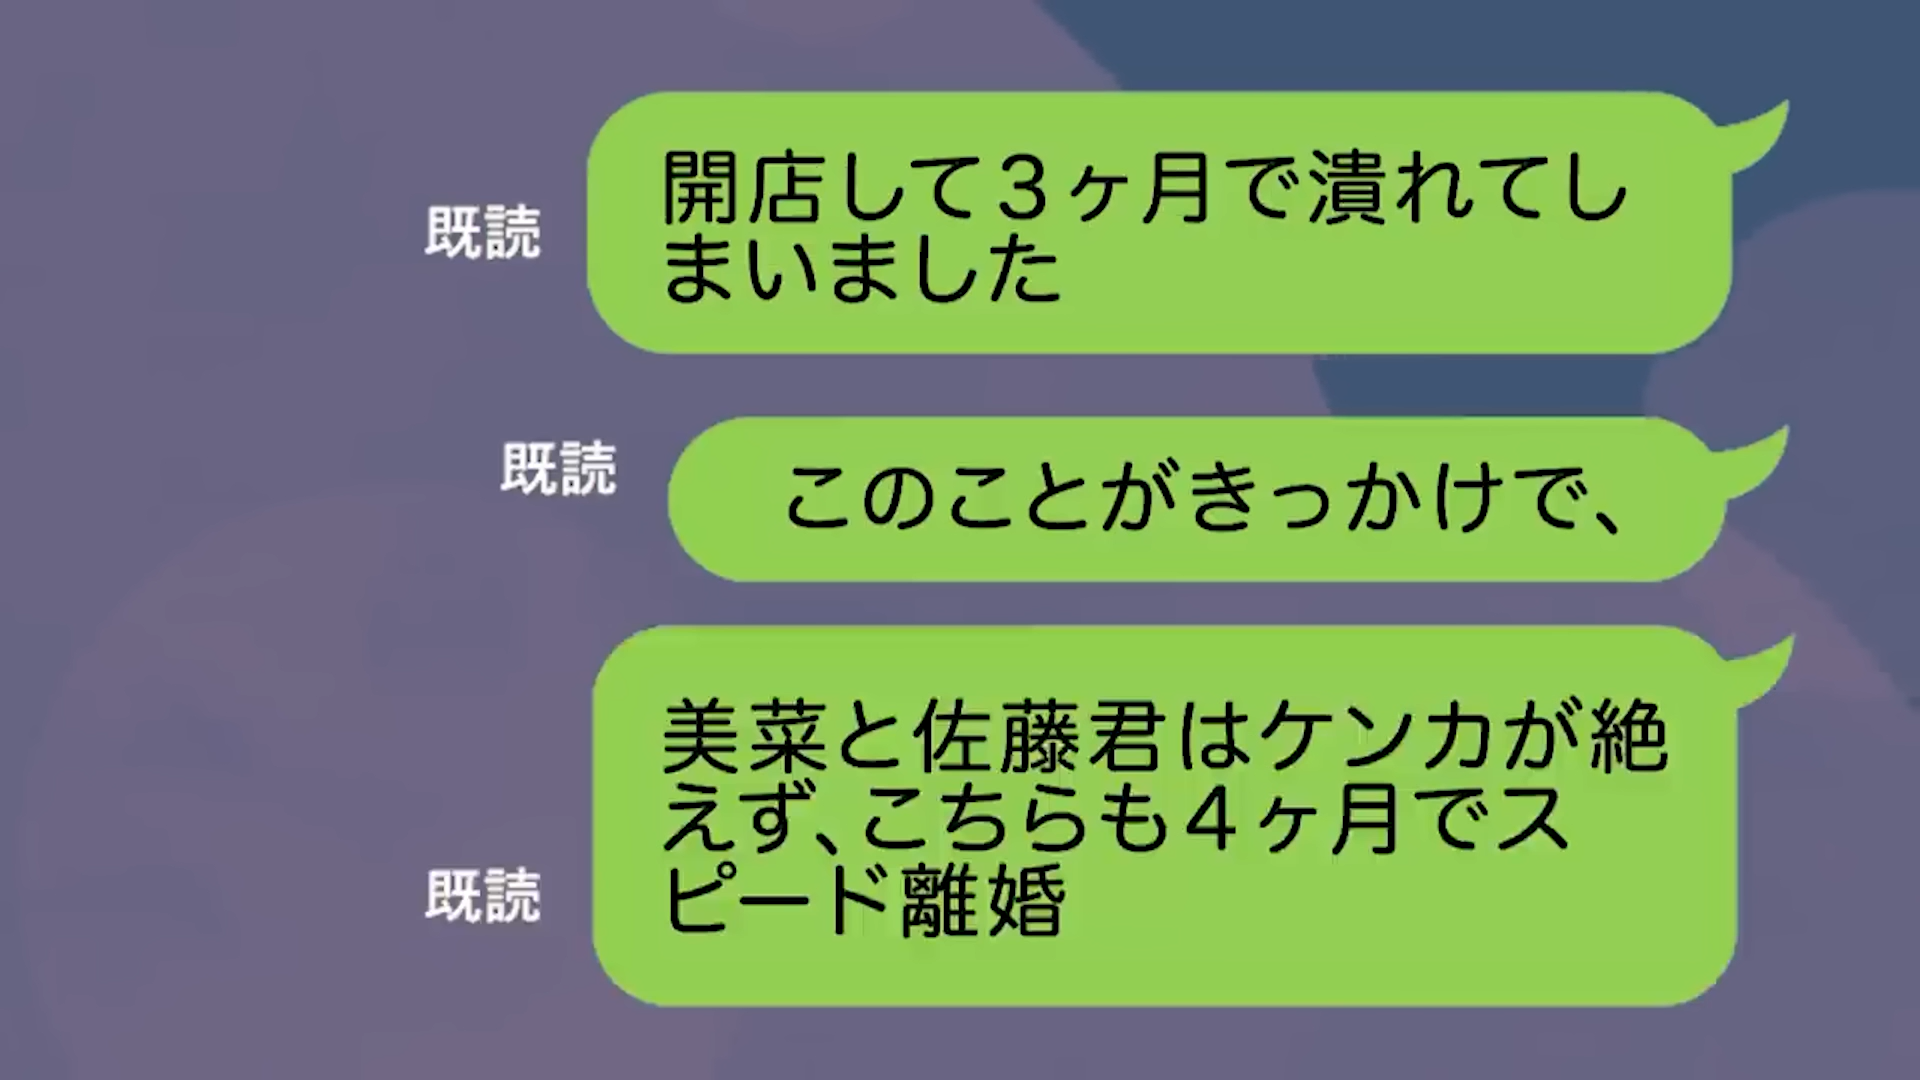 開店して３ヶ月で潰れてし
まいました
既読
このことがきっかけで、
既読
美菜と佐藤君はケンカが絶
えず、こちらも４ヶ月でス
ピード離婚
既読